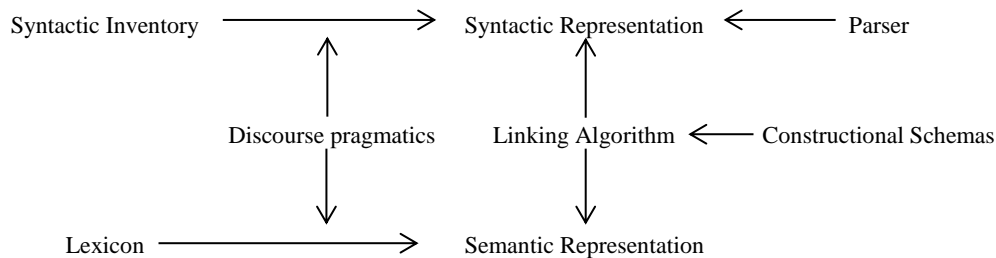 Syntactic Inventory Syntactic Representation Parser
Discourse pragmatics Linking Algorithm Constructional Schemas
Lexicon Semantic Representation